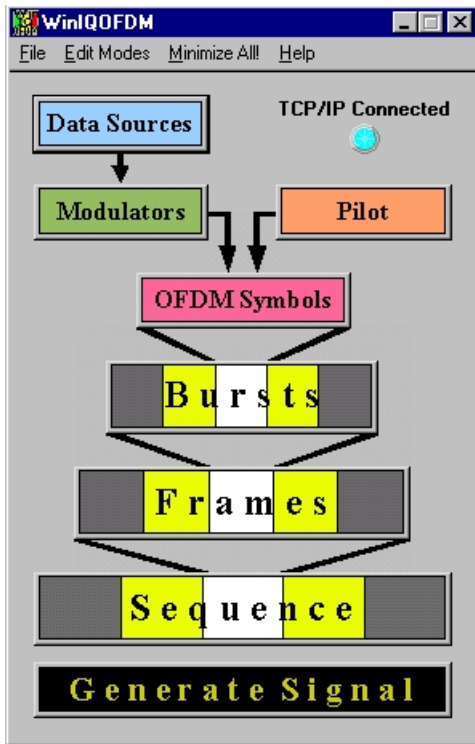 WinIQOFDM
File Edit Modes Minimize All! Help
Data Sources
TCP/IP Connected
Modulators
Pilot
OFDM Symbols
Bursts
Frames
Sequence
Generate Signal